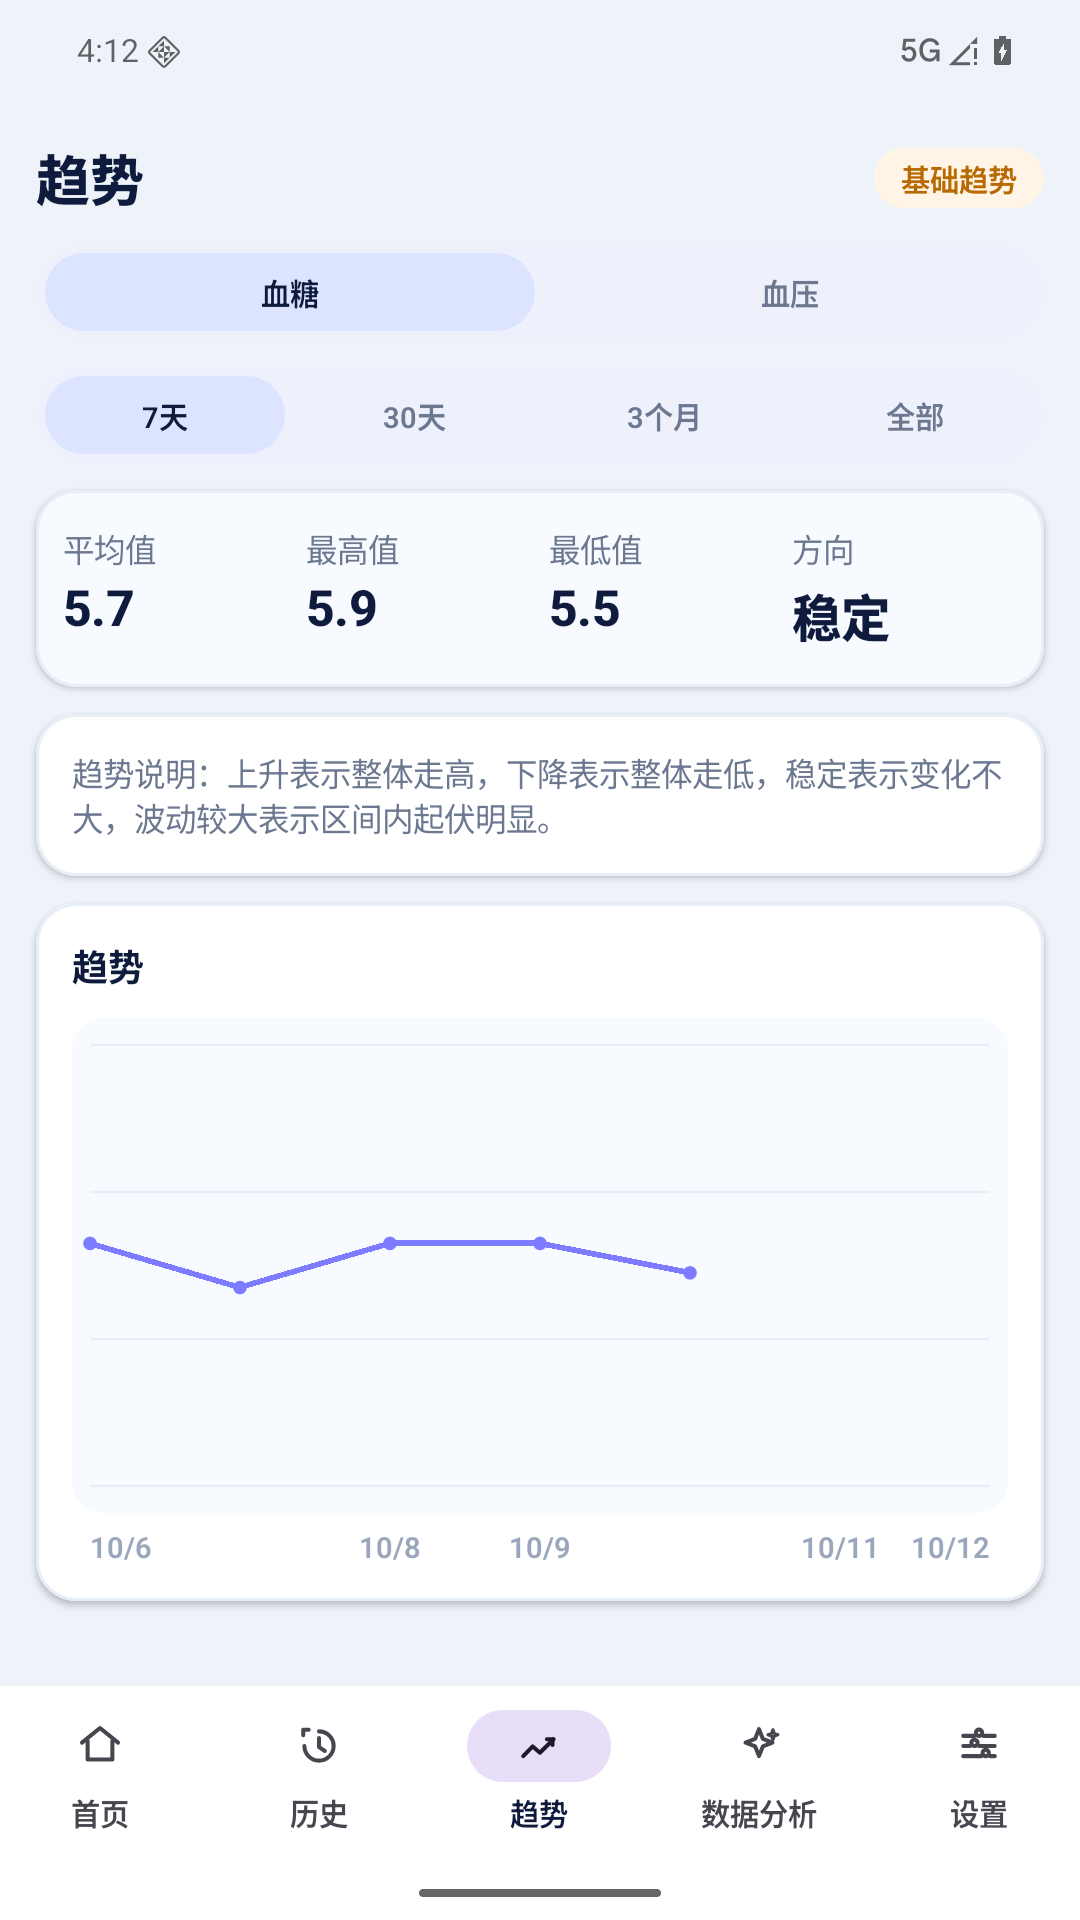 4:12
5G
趋势
基础趋势
血糖
血压
7天
30天
3个月
全部
平均值
最高值
最低值
方向
5.7
5.9
5.5
稳定
趋势说明：上升表示整体走高，下降表示整体走低，稳定表示变化不
大，波动较大表示区间内起伏明显。
趋势
10/6
10/8
10/9
10/11
10/12
首页
历史
趋势
数据分析
设置